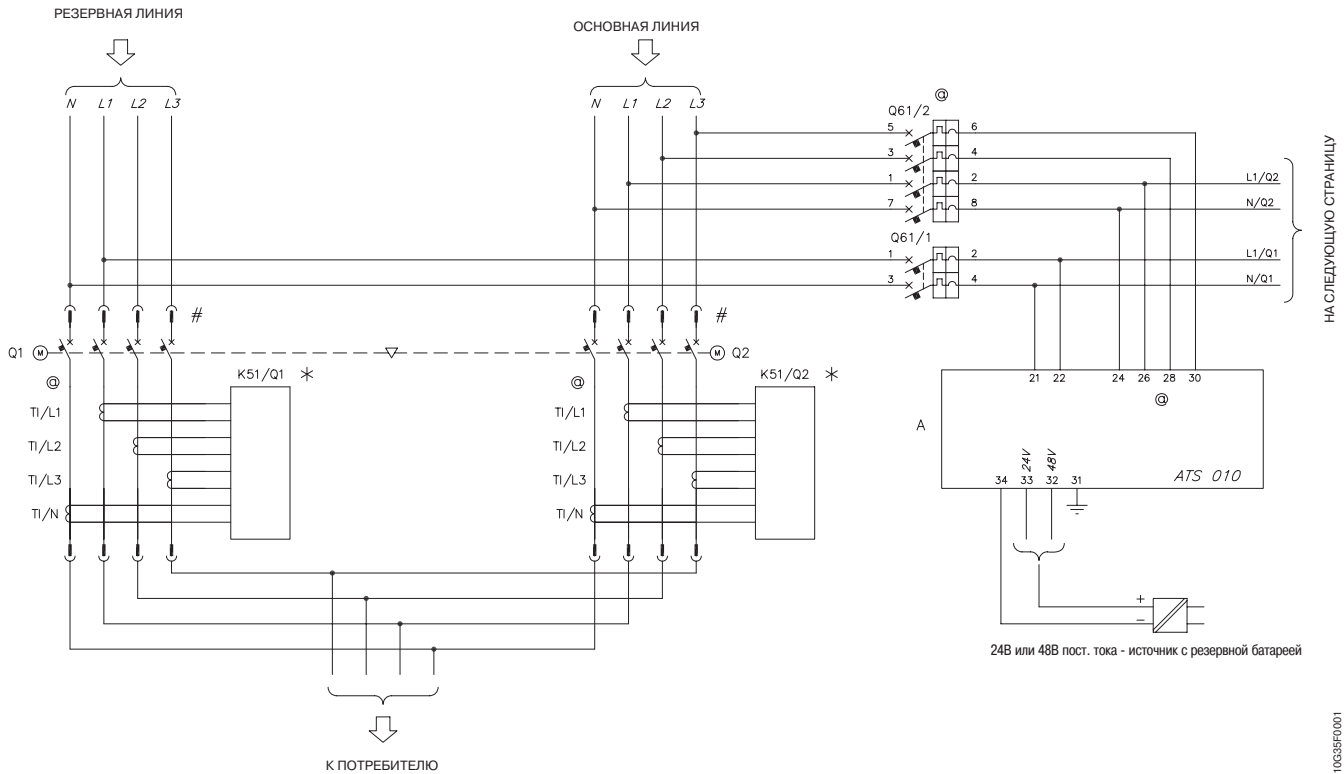 РЕЗЕРВНАЯ ЛИНИЯ
ОСНОВНАЯ ЛИНИЯ
N L1 L2 L3
N L1 L2 L3
@
Q61/2
5 6
3 4
1 2
7 8
L1/Q2
N/Q2
Q61/1
1 2
3 4
L1/Q1
N/Q1
НА СЛЕДУЮЩУЮ СТРАНИЦУ
#
#
Q1 M
M Q2
@
K51/Q1 *
@
K51/Q2 *
TI/L1
TI/L2
TI/L3
TI/N
TI/L1
TI/L2
TI/L3
TI/N
21 22 24 26 28 30
@
A
24V 48V
34 33 32 31
ATS 010
+
−
24В или 48В пост. тока - источник с резервной батареей
К ПОТРЕБИТЕЛЮ
10G35F0001